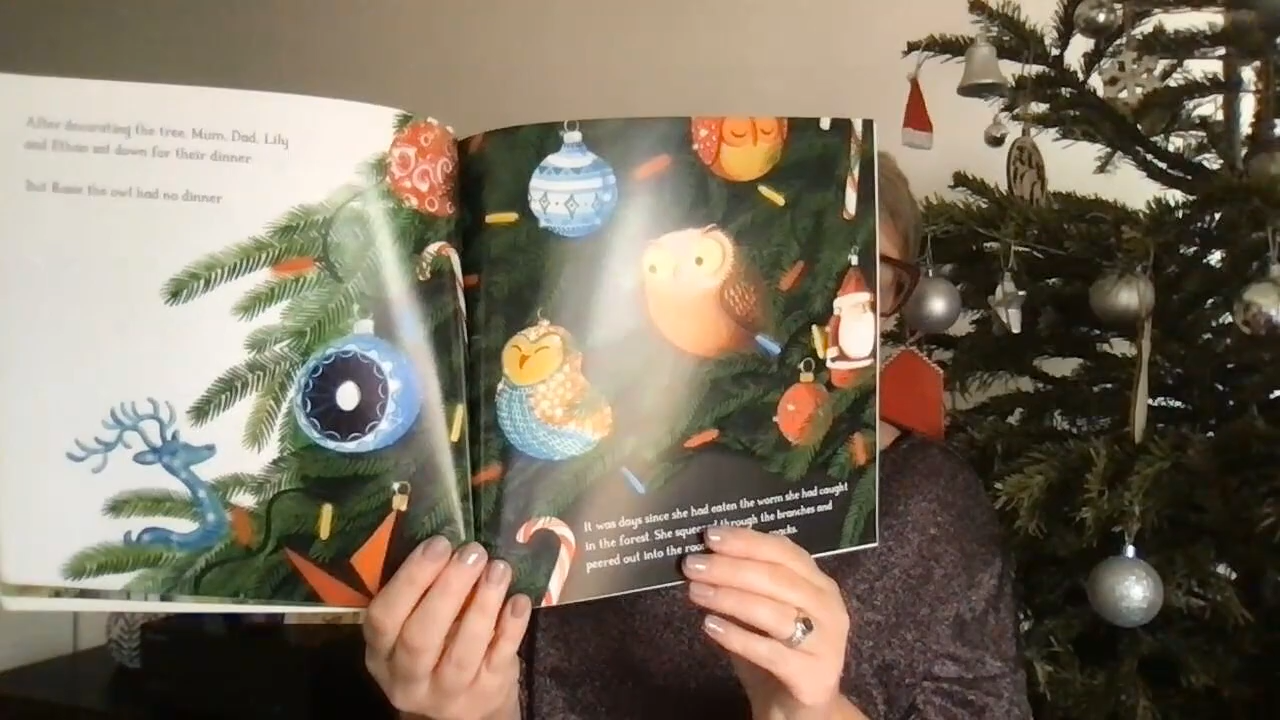 After decorating the tree, Mum, Dad, Lily
and Ethan sat down for their dinner
But Rosie the owl had no dinner
It was days since she had eaten the worm she had caught
in the forest. She squeezed through the branches and
peered out into the snacks.